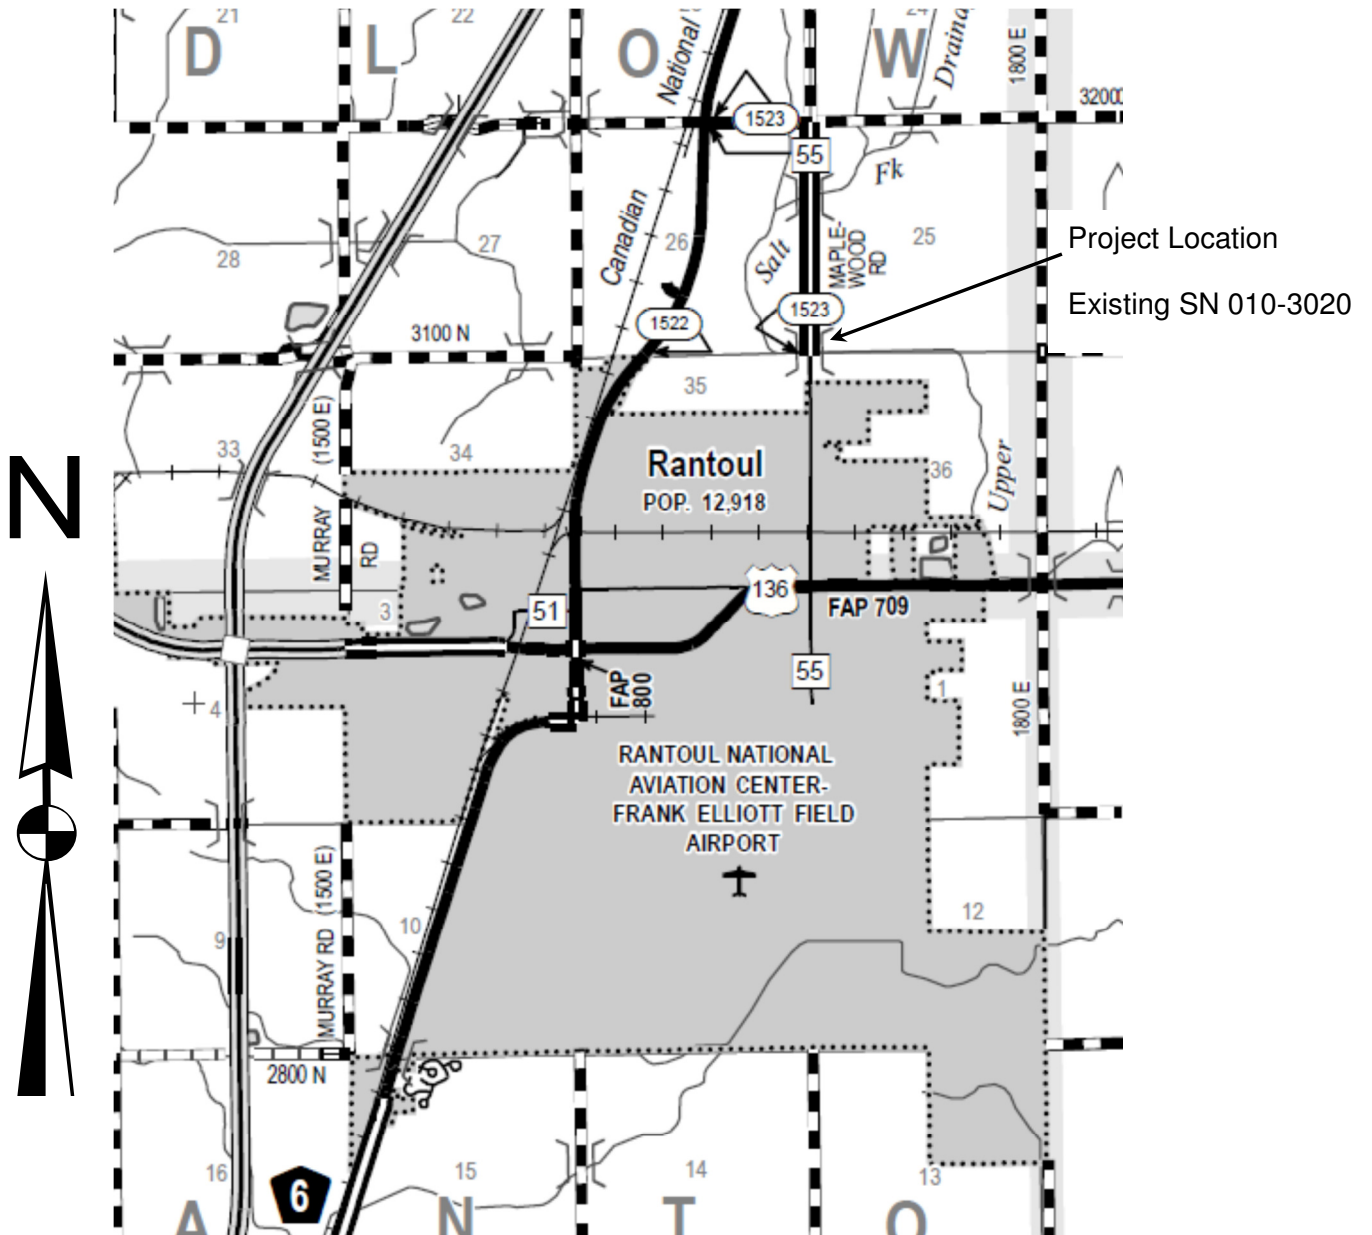 21
22
24
D
L
O
W
National
Drain
1800 E
3200
1523
55
Fk
Canadian
26
27
28
25
Salt
MAPLE-
WOOD
RD
Project Location
Existing SN 010-3020
1523
1522
3100 N
35
33
34
(1500 E)
MURRAY
RD
Rantoul
POP. 12,918
36
Upper
N
136
FAP 709
3
51
FAP
800
55
4
1
1800 E
RANTOUL NATIONAL
AVIATION CENTER-
FRANK ELLIOTT FIELD
AIRPORT
MURRAY RD (1500 E)
10
12
9
2800 N
16
15
14
13
6
A
N
T
O